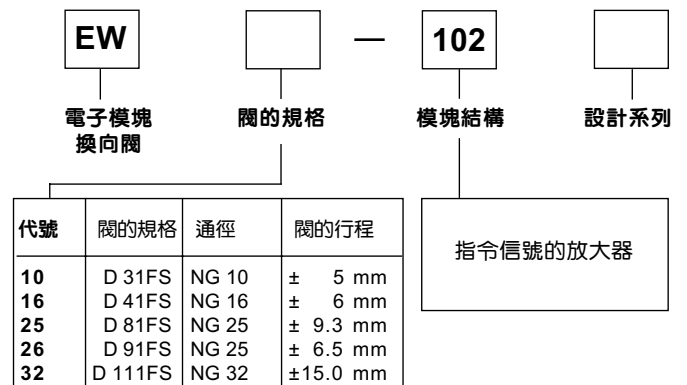 EW — 102
電子模塊 閥的規格 模塊結構 設計系列
換向閥
代號 閥的規格 通徑 閥的行程
指令信號的放大器
10 D 31FS NG 10 ± 5 mm
16 D 41FS NG 16 ± 6 mm
25 D 81FS NG 25 ± 9.3 mm
26 D 91FS NG 25 ± 6.5 mm
32 D 111FS NG 32 ±15.0 mm